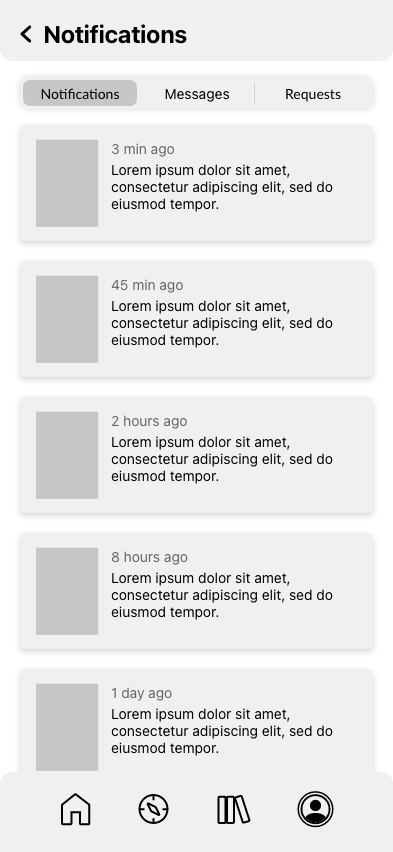 Notifications
Notifications Messages Requests
3 min ago
Lorem ipsum dolor sit amet,
consectetur adipiscing elit, sed do
eiusmod tempor.
45 min ago
Lorem ipsum dolor sit amet,
consectetur adipiscing elit, sed do
eiusmod tempor.
2 hours ago
Lorem ipsum dolor sit amet,
consectetur adipiscing elit, sed do
eiusmod tempor.
8 hours ago
Lorem ipsum dolor sit amet,
consectetur adipiscing elit, sed do
eiusmod tempor.
1 day ago
Lorem ipsum dolor sit amet,
consectetur adipiscing elit, sed do
eiusmod tempor.